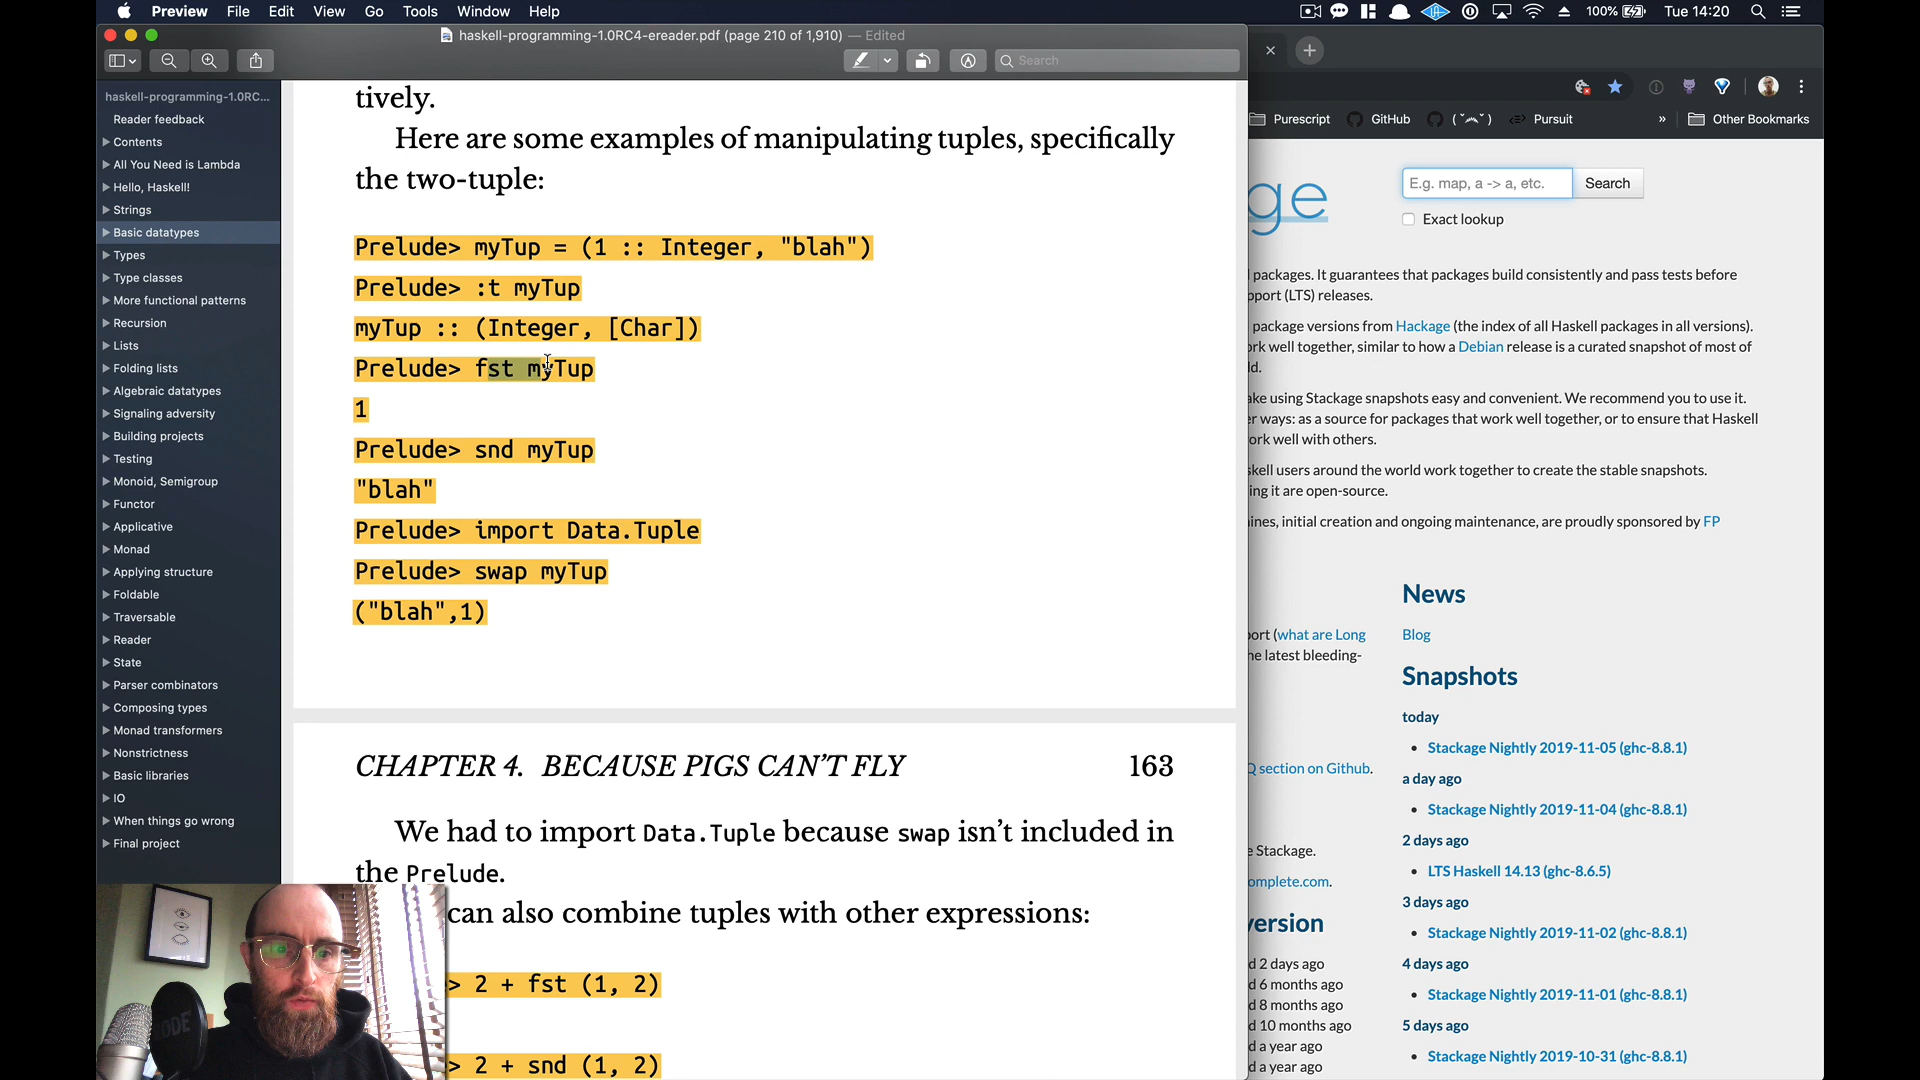 Preview File Edit View Go Tools Window Help
100% Tue 14:20
haskell-programming-1.0RC4-ereader.pdf (page 210 of 1,910) — Edited
Search
haskell-programming-1.0RC...
Reader feedback
Contents
All You Need is Lambda
Hello, Haskell!
Strings
Basic datatypes
Types
Type classes
More functional patterns
Recursion
Lists
Folding lists
Algebraic datatypes
Signaling adversity
Building projects
Testing
Monoid, Semigroup
Functor
Applicative
Monad
Applying structure
Foldable
Traversable
Reader
State
Parser combinators
Composing types
Monad transformers
Nonstrictness
Basic libraries
IO
When things go wrong
Final project
tively.
Here are some examples of manipulating tuples, specifically
the two-tuple:
Prelude> myTup = (1 :: Integer, "blah")
Prelude> :t myTup
myTup :: (Integer, [Char])
Prelude> fst myTup
1
Prelude> snd myTup
"blah"
Prelude> import Data.Tuple
Prelude> swap myTup
("blah",1)
CHAPTER 4. BECAUSE PIGS CAN'T FLY 163
We had to import Data.Tuple because swap isn't included in
the Prelude.
can also combine tuples with other expressions:
> 2 + fst (1, 2)
> 2 + snd (1, 2)
Purescript GitHub ( ˘︹˘ ) Pursuit » Other Bookmarks
ge
E.g. map, a -> a, etc. Search
Exact lookup
packages. It guarantees that packages build consistently and pass tests before
port (LTS) releases.
package versions from Hackage (the index of all Haskell packages in all versions).
rk well together, similar to how a Debian release is a curated snapshot of most of
ld.
ake using Stackage snapshots easy and convenient. We recommend you to use it.
er ways: as a source for packages that work well together, or to ensure that Haskell
ork well with others.
skell users around the world work together to create the stable snapshots.
ing it are open-source.
ines, initial creation and ongoing maintenance, are proudly sponsored by FP
port (what are Long
he latest bleeding-
Q section on Github.
e Stackage.
omplete.com.
version
d 2 days ago
d 6 months ago
d 8 months ago
d 10 months ago
d a year ago
d a year ago
News
Blog
Snapshots
today
• Stackage Nightly 2019-11-05 (ghc-8.8.1)
a day ago
• Stackage Nightly 2019-11-04 (ghc-8.8.1)
2 days ago
• LTS Haskell 14.13 (ghc-8.6.5)
3 days ago
• Stackage Nightly 2019-11-02 (ghc-8.8.1)
4 days ago
• Stackage Nightly 2019-11-01 (ghc-8.8.1)
5 days ago
• Stackage Nightly 2019-10-31 (ghc-8.8.1)